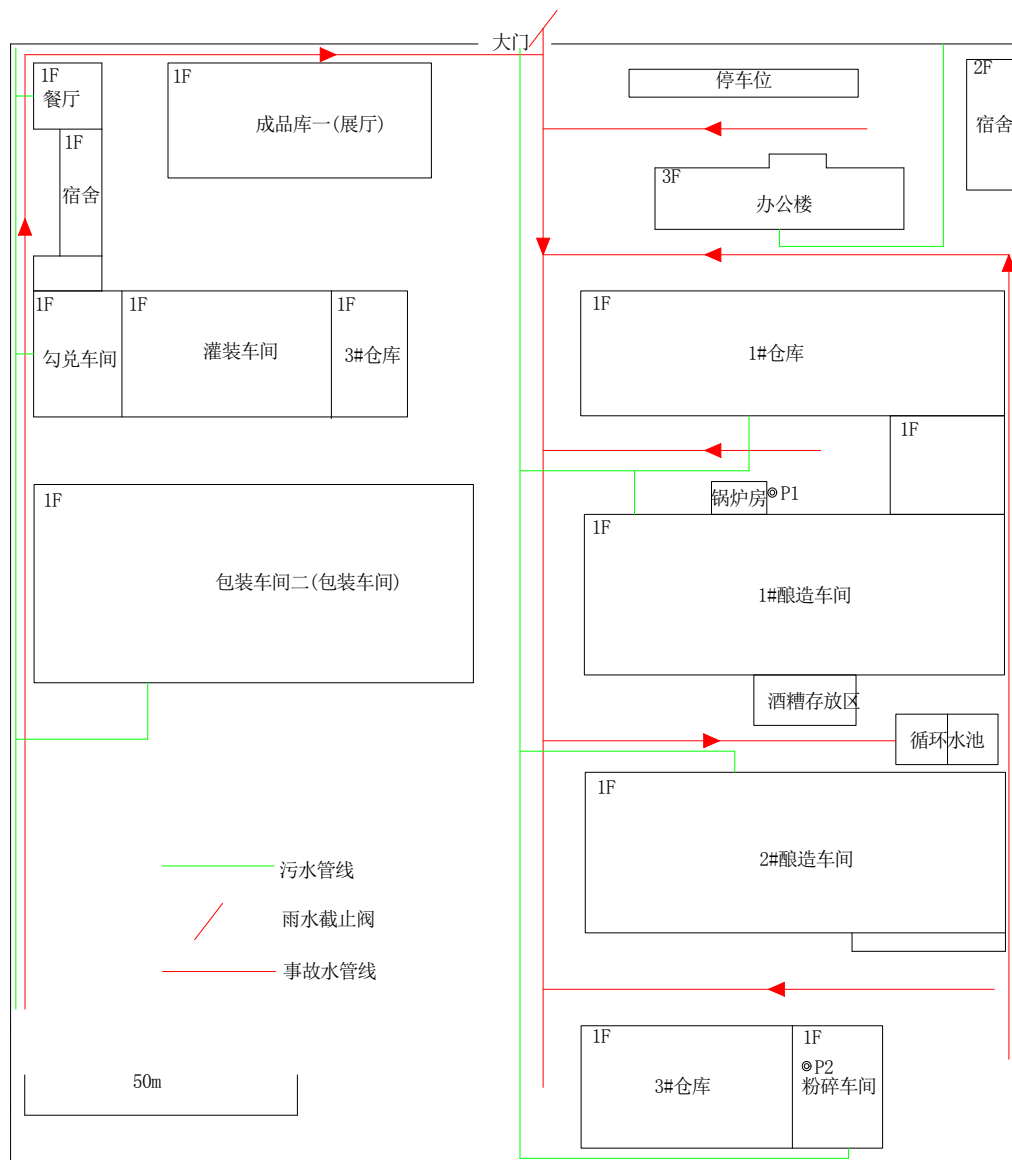 大门
1F
餐厅
1F
成品库一(展厅)
停车位
2F
宿舍
1F
宿舍
3F
办公楼
1F
勾兑车间
1F
灌装车间
1F
3#仓库
1F
1#仓库
1F
1F
包装车间二(包装车间)
锅炉房
P1
1F
1#酿造车间
酒糟存放区
循环水池
1F
2#酿造车间
污水管线
雨水截止阀
事故水管线
1F
3#仓库
1F
P2
粉碎车间
50m